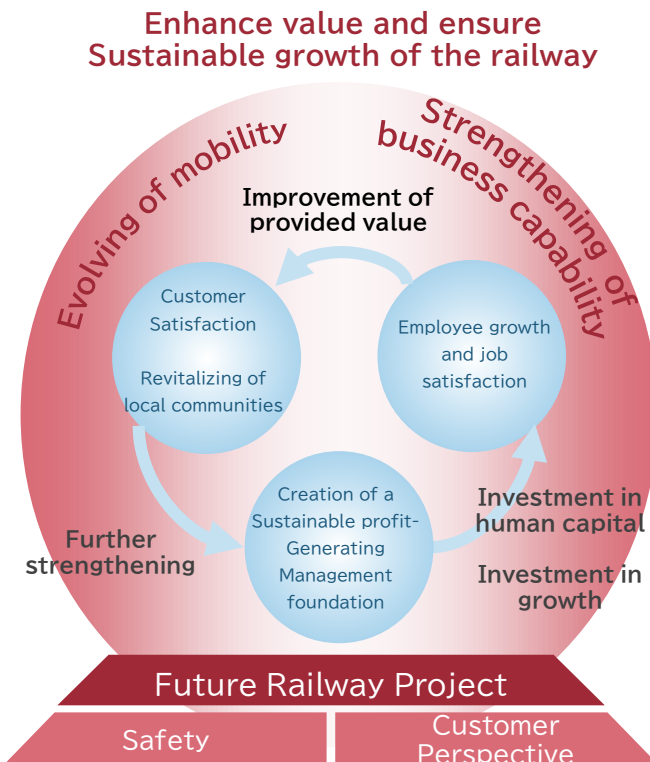 Enhance value and ensure
Sustainable growth of the railway
Evolving of mobility
Strengthening of
business capability
Improvement of
provided value
Customer
Satisfaction
Revitalizing of
local communities
Employee growth
and job
satisfaction
Creation of a
Sustainable profit-
Generating
Management
foundation
Further
strengthening
Investment in
human capital
Investment in
growth
Future Railway Project
Safety
Customer
Perspective